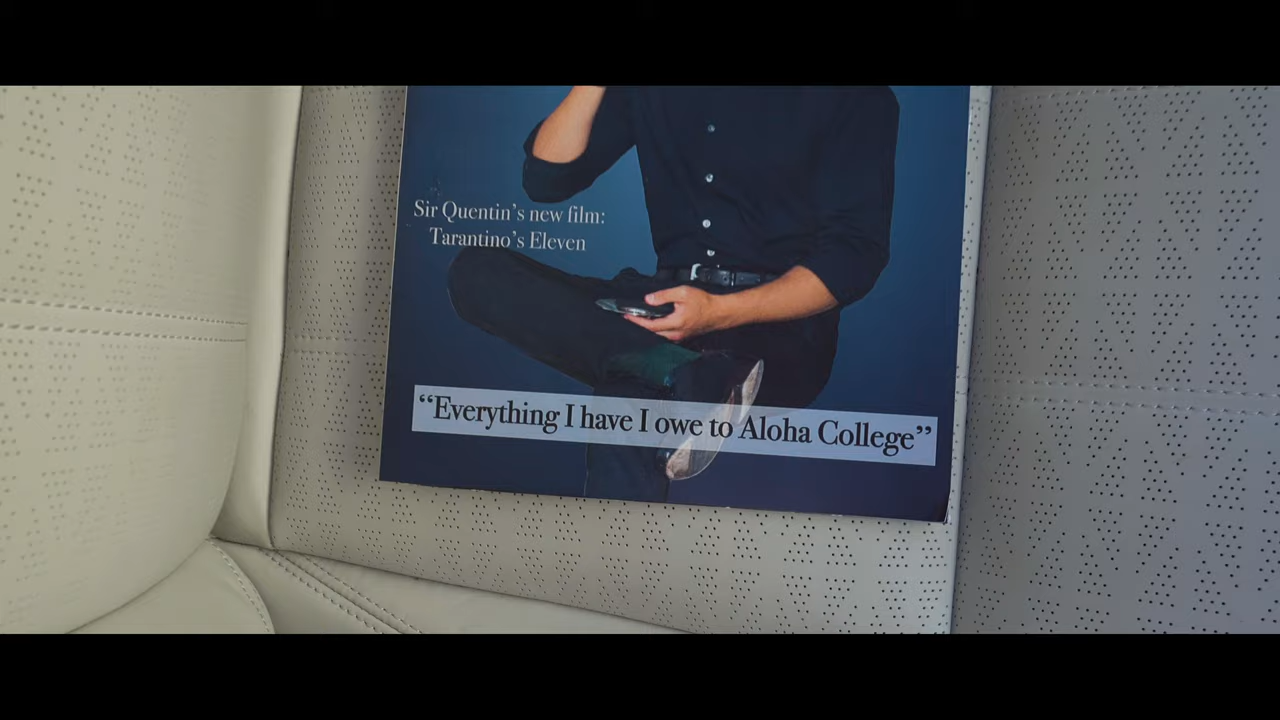 Sir Quentin’s new film:
Tarantino’s Eleven
“Everything I have I owe to Aloha College”